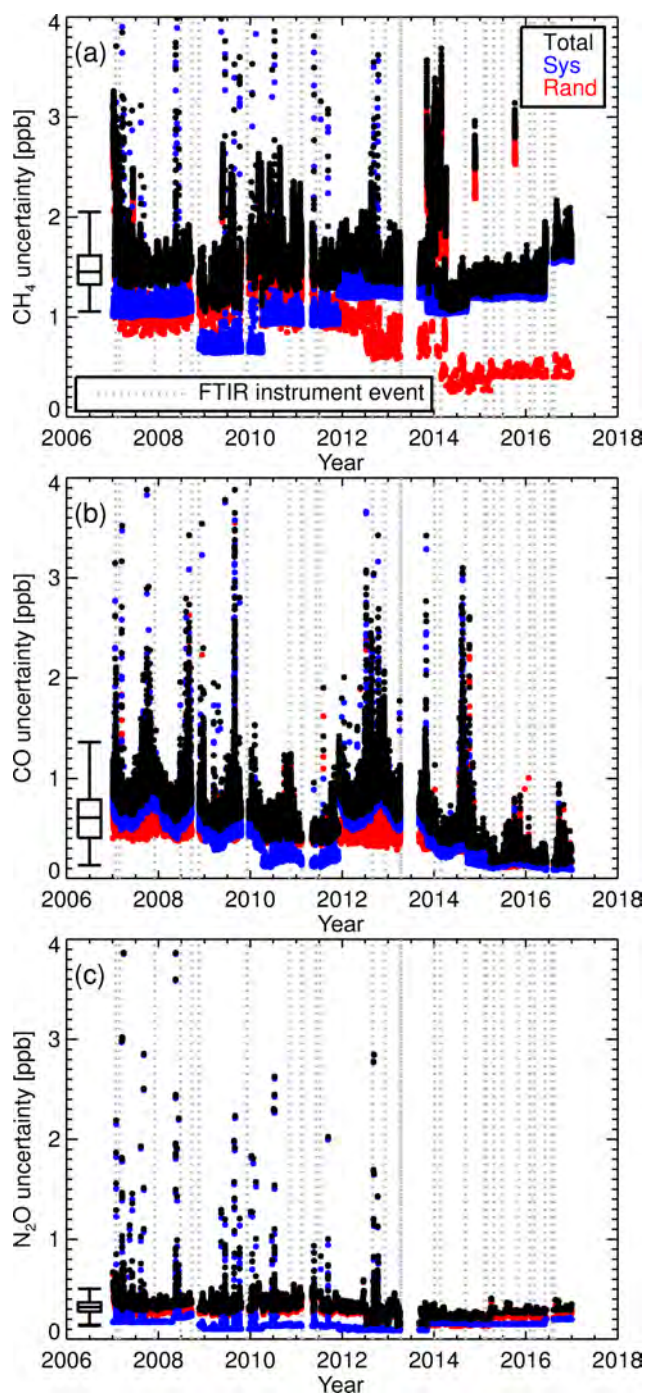 (a)
Total
Sys
Rand
CH₄ uncertainty [ppb]
4
3
2
1
0
FTIR instrument event
2006 2008 2010 2012 2014 2016 2018
Year
(b)
CO uncertainty [ppb]
4
3
2
1
0
2006 2008 2010 2012 2014 2016 2018
Year
(c)
N₂O uncertainty [ppb]
4
3
2
1
0
2006 2008 2010 2012 2014 2016 2018
Year